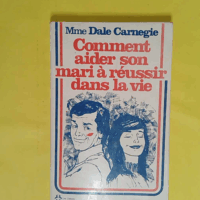 Mme Dale Carnegie
Comment
aider son
mari à réussir
dans la vie